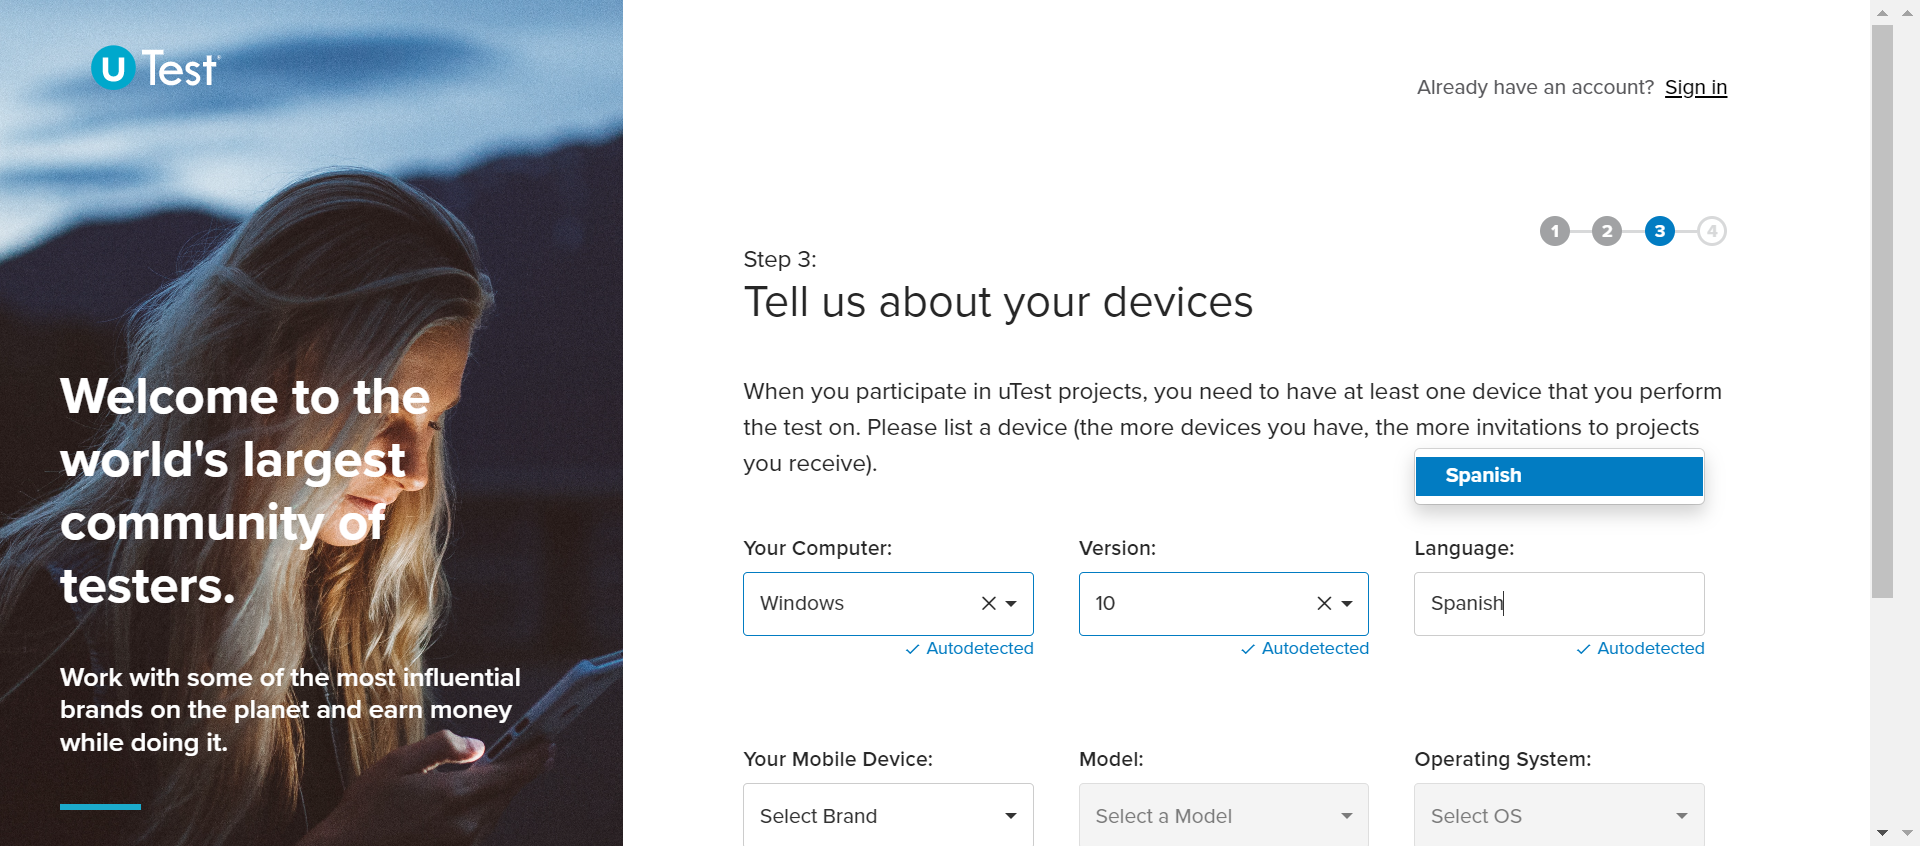 u Test
Already have an account? Sign in
1 2 3 4
Step 3:
Tell us about your devices
When you participate in uTest projects, you need to have at least one device that you perform
the test on. Please list a device (the more devices you have, the more invitations to projects
you receive).
Spanish
Your Computer:
Version:
Language:
Windows
10
Spanish
Autodetected
Autodetected
Autodetected
Your Mobile Device:
Model:
Operating System:
Select Brand
Select a Model
Select OS
Welcome to the
world's largest
community of
testers.
Work with some of the most influential
brands on the planet and earn money
while doing it.